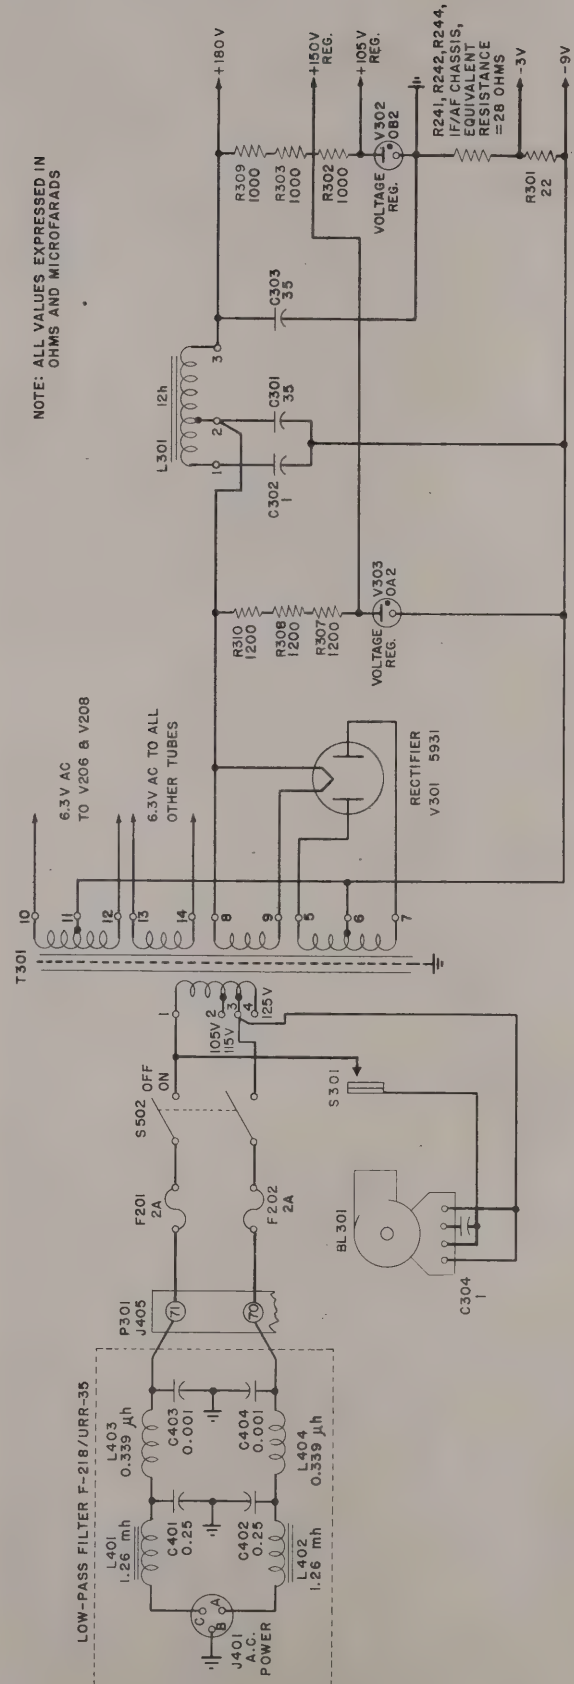 NOTE: ALL VALUES EXPRESSED IN
OHMS AND MICROFARADS
LOW-PASS FILTER F-218/URR-35
L401
1.26 mh
L403
0.339 µh
C401
0.25
C403
0.001
C402
0.25
C404
0.001
L402
1.26 mh
L404
0.339 µh
C
A
B
J401
A.C.
POWER
P301
J405
71
70
F201
2A
F202
2A
S502
OFF
ON
1
2
3
4
105V
115V
125V
S301
BL301
C304
1
T301
10
11
12
13
14
8
9
5
6
7
6.3V AC
TO V206 & V208
6.3V AC TO ALL
OTHER TUBES
RECTIFIER
V301 5931
R310
1200
R308
1200
R307
1200
VOLTAGE
REG.
V303
OA2
L301
12h
1
2
3
C302
1
C301
35
C303
35
R309
1000
R303
1000
R302
1000
VOLTAGE
REG.
V302
OB2
+180V
+150V
REG.
+105V
REG.
R241, R242, R244,
IF/AF CHASSIS,
EQUIVALENT
RESISTANCE
=28 OHMS
-3V
R301
22
-9V